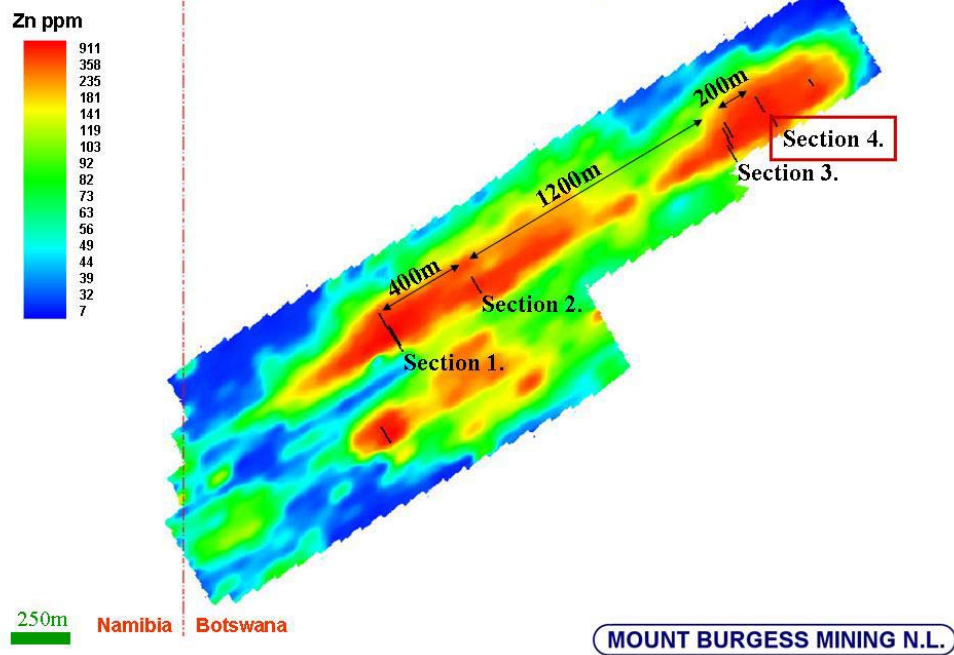 Zn ppm
911
358
235
181
141
119
103
92
82
73
63
56
49
44
39
32
7
200m
Section 4.
Section 3.
1200m
400m
Section 2.
Section 1.
250m
Namibia Botswana
MOUNT BURGESS MINING N.L.